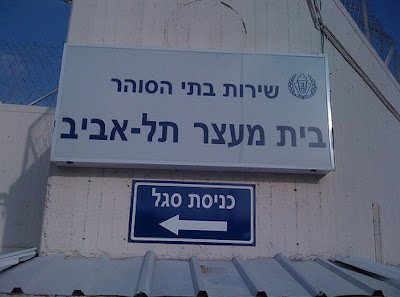 שירות בתי הסוהר
בית מעצר תל-אביב
כניסת סגל